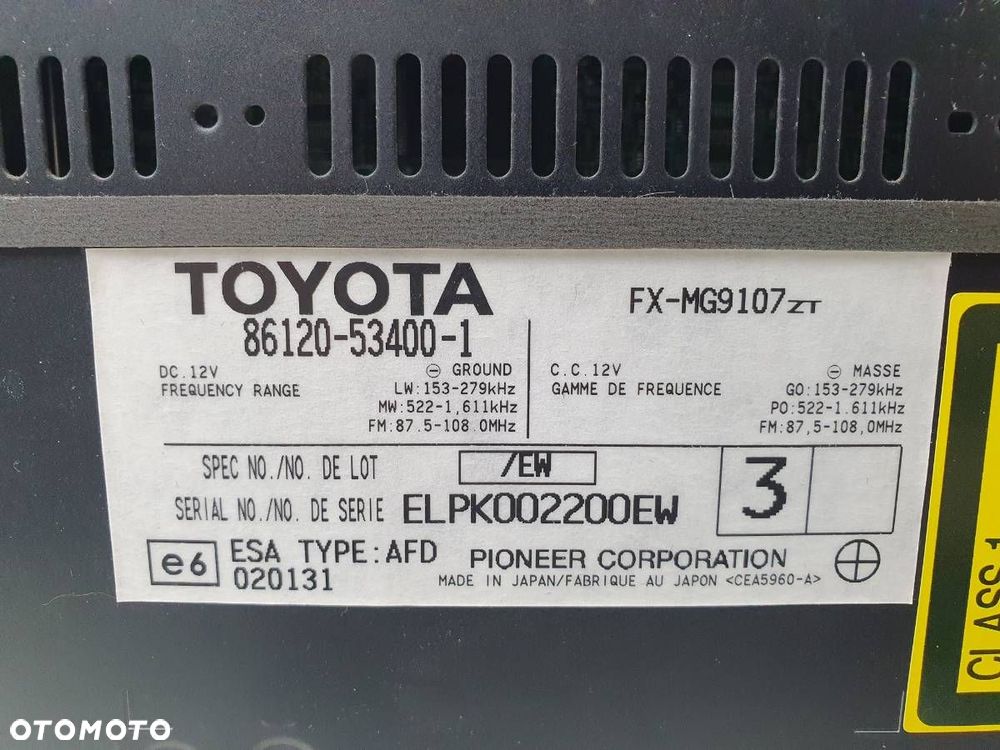 TOYOTA
86120-53400-1
FX-MG9107ZT
DC.12V ⊖ GROUND
FREQUENCY RANGE LW:153-279kHz
MW:522-1,611kHz
FM:87.5-108.0MHz
C.C.12V ⊖ MASSE
GAMME DE FREQUENCE GO:153-279kHz
PO:522-1.611kHz
FM:87,5-108,0MHz
SPEC NO./NO. DE LOT /EW
SERIAL NO./NO. DE SERIE ELPK002200EW
3
e6 ESA TYPE:AFD
020131
PIONEER CORPORATION
MADE IN JAPAN/FABRIQUE AU JAPON <CEA5960-A>
CLASS 1
OTOMOTO